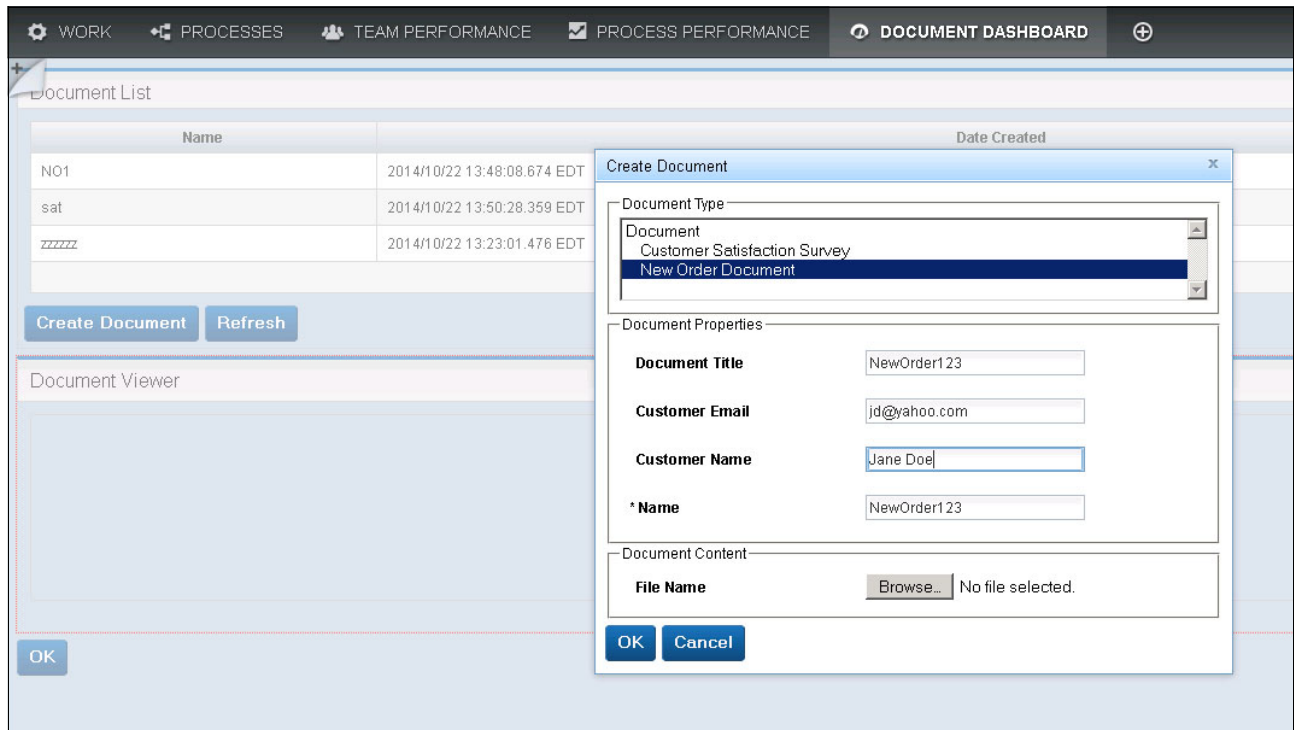 WORK PROCESSES TEAM PERFORMANCE PROCESS PERFORMANCE DOCUMENT DASHBOARD
Document List
Name Date Created
NO1 2014/10/22 13:48:08.674 EDT
sat 2014/10/22 13:50:28.359 EDT
zzzzzz 2014/10/22 13:23:01.476 EDT
Create Document Refresh
Document Viewer
OK
Create Document x
Document Type
Document
Customer Satisfaction Survey
New Order Document
Document Properties
Document Title NewOrder123
Customer Email jd@yahoo.com
Customer Name Jane Doe
* Name NewOrder123
Document Content
File Name Browse... No file selected.
OK Cancel